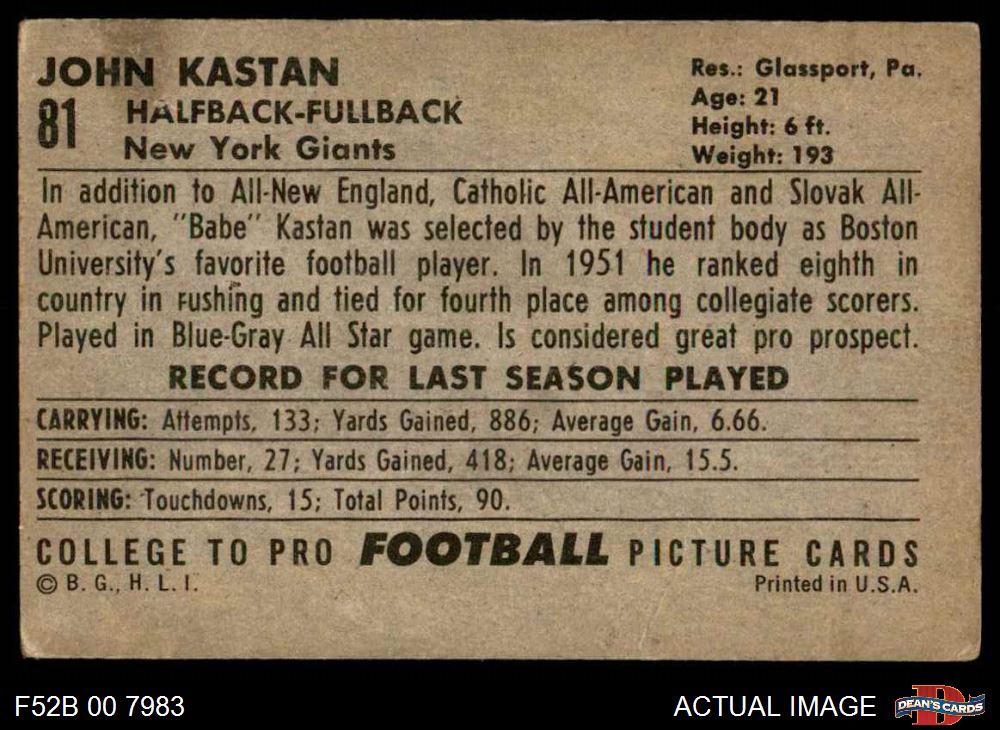 JOHN KASTAN
81
HALFBACK-FULLBACK
New York Giants
Res.: Glassport, Pa.
Age: 21
Height: 6 ft.
Weight: 193
In addition to All-New England, Catholic All-American and Slovak All-
American, "Babe" Kastan was selected by the student body as Boston
University's favorite football player. In 1951 he ranked eighth in
country in rushing and tied for fourth place among collegiate scorers.
Played in Blue-Gray All Star game. Is considered great pro prospect.
RECORD FOR LAST SEASON PLAYED
CARRYING: Attempts, 133; Yards Gained, 886; Average Gain, 6.66.
RECEIVING: Number, 27; Yards Gained, 418; Average Gain, 15.5.
SCORING: Touchdowns, 15; Total Points, 90.
COLLEGE TO PRO FOOTBALL PICTURE CARDS
© B. G., H. L. I.
Printed in U.S.A.
F52B 00 7983
ACTUAL IMAGE
DEAN'S CARDS